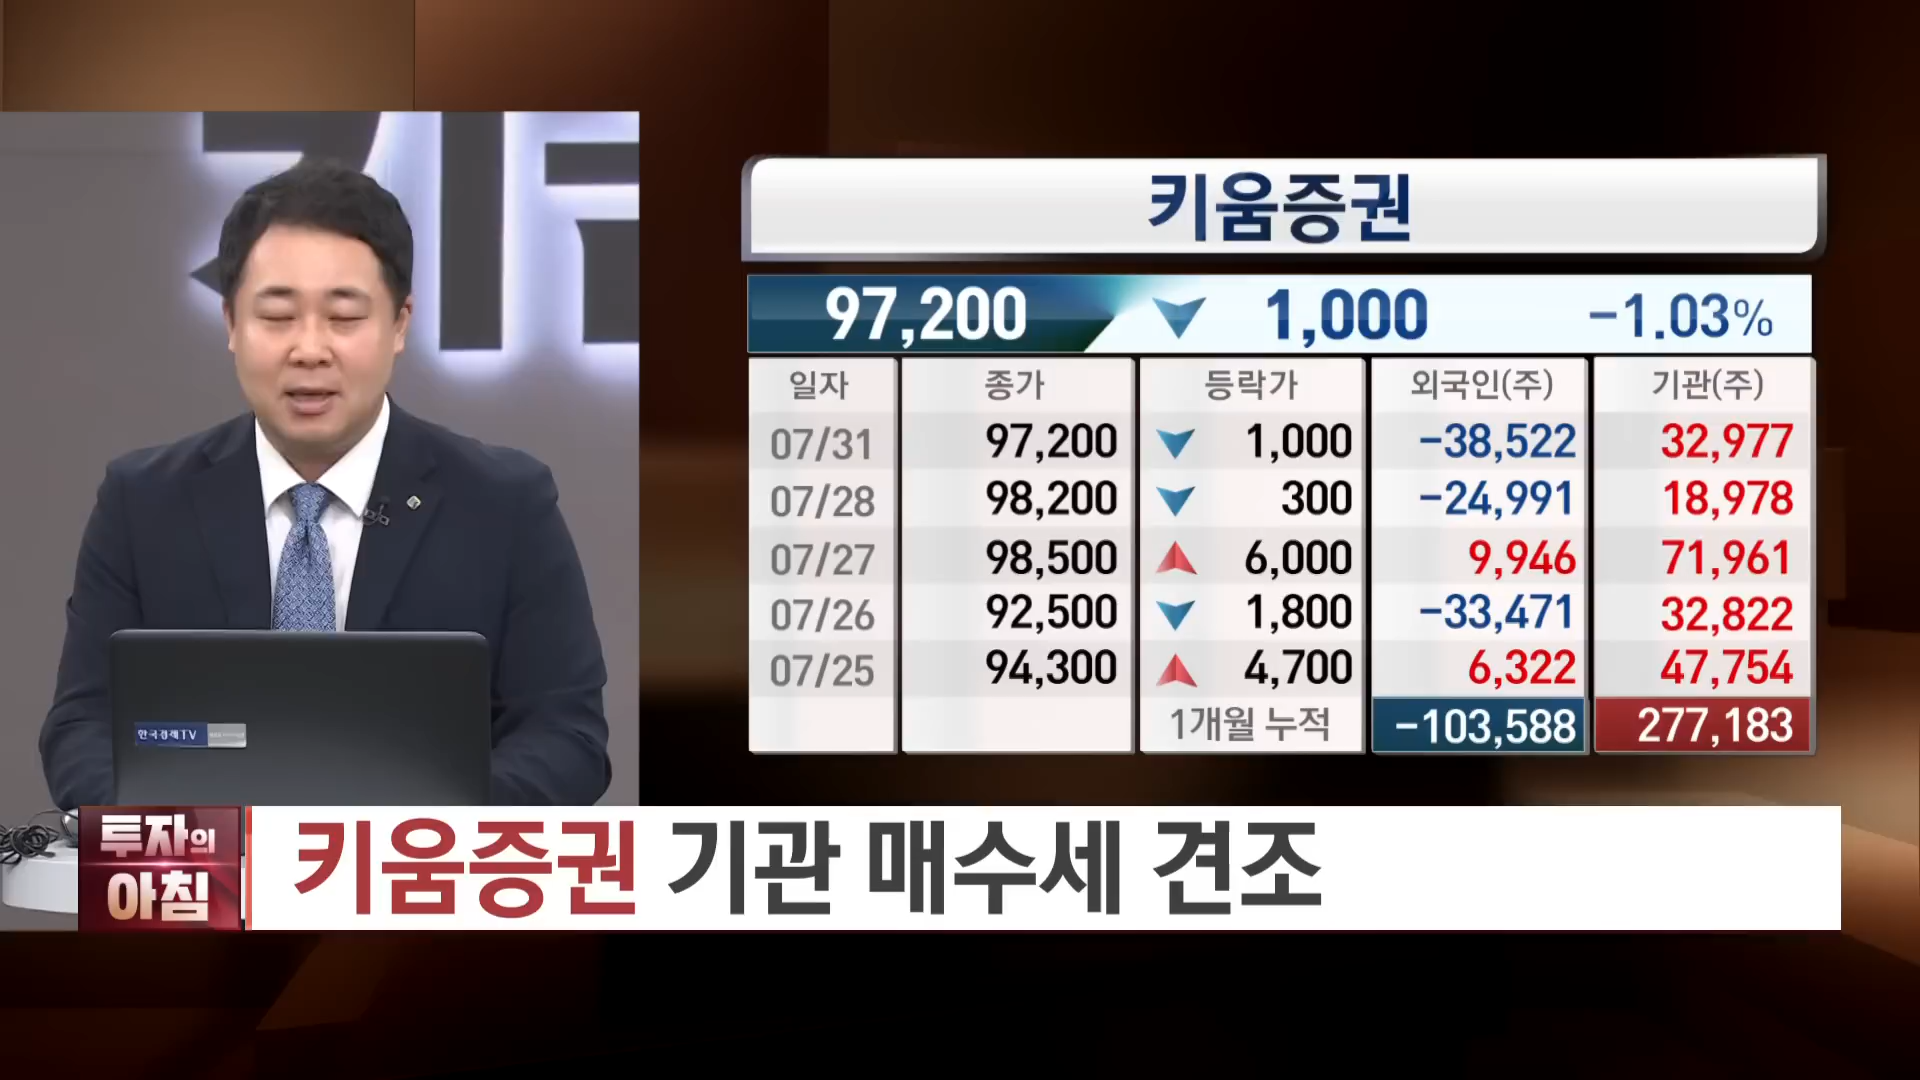 키움
키움증권
97,200 ▼ 1,000 -1.03%
일자 종가 등락가 외국인(주) 기관(주)
07/31 97,200 ▼ 1,000 -38,522 32,977
07/28 98,200 ▼ 300 -24,991 18,978
07/27 98,500 ▲ 6,000 9,946 71,961
07/26 92,500 ▼ 1,800 -33,471 32,822
07/25 94,300 ▲ 4,700 6,322 47,754
1개월 누적 -103,588 277,183
한국경제TV
투자의
아침
키움증권 기관 매수세 견조